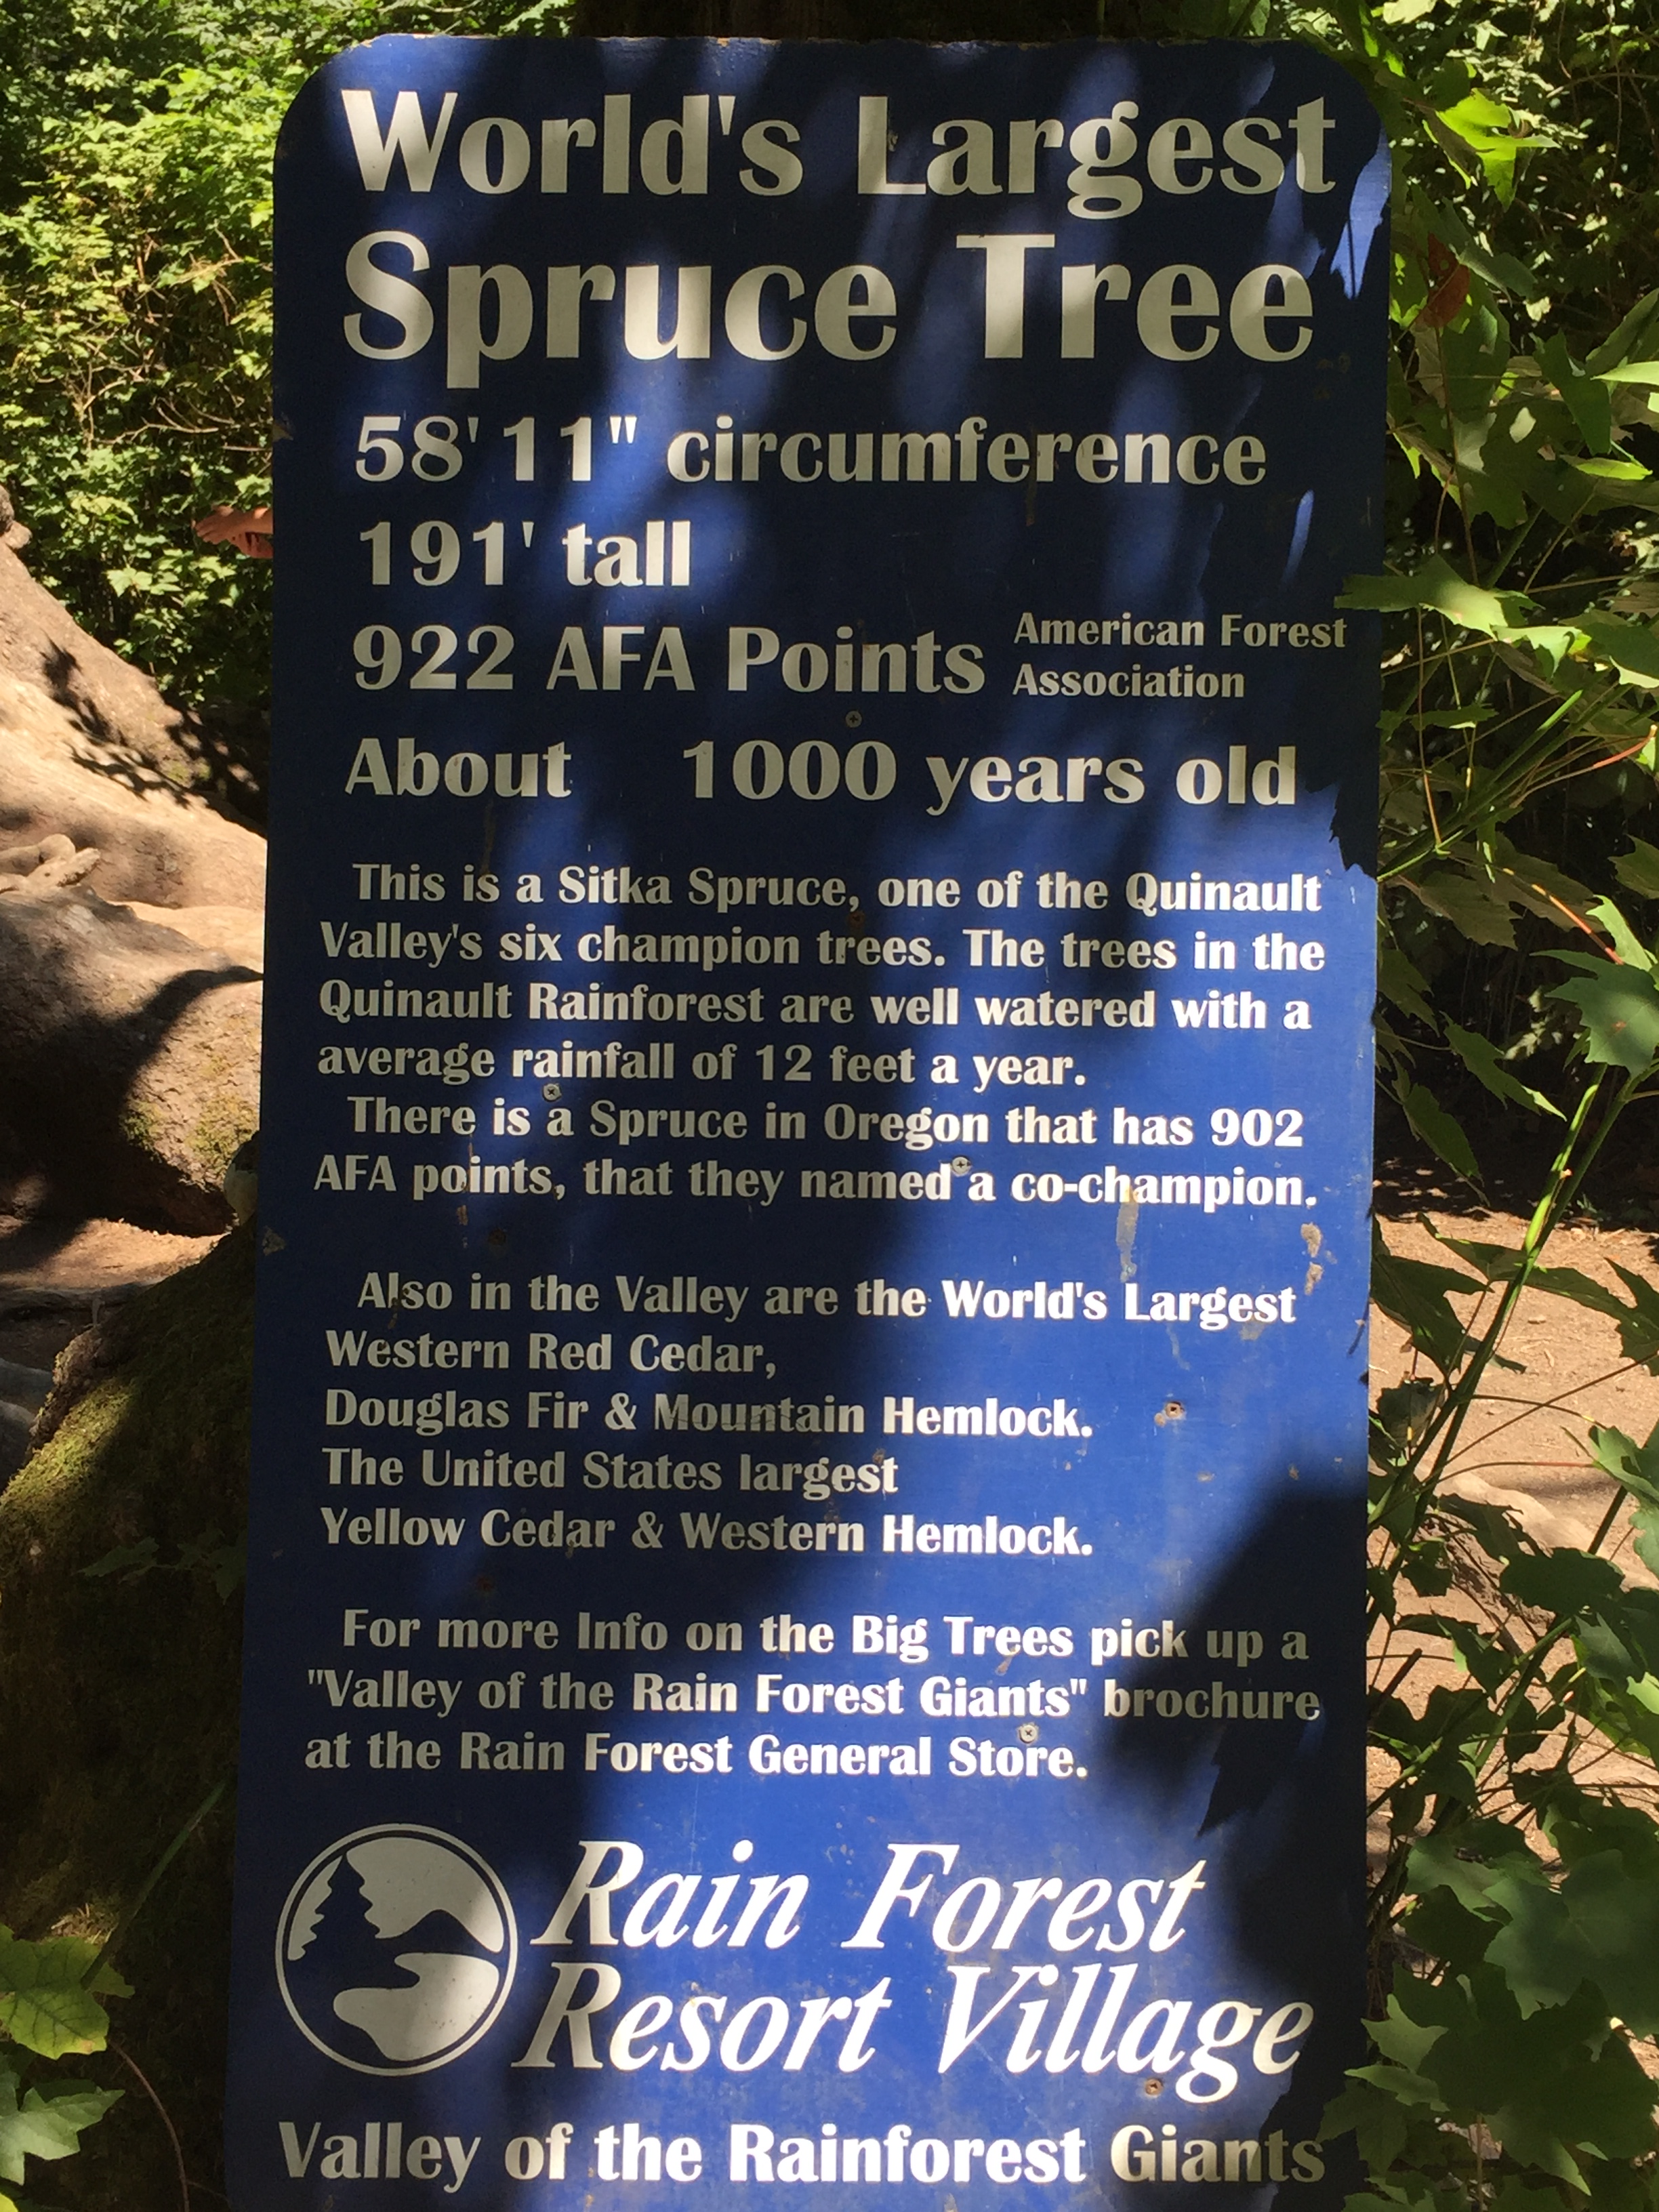 World's Largest
Spruce Tree
58' 11" circumference
191' tall
922 AFA Points American Forest
Association
About 1000 years old
This is a Sitka Spruce, one of the Quinault
Valley's six champion trees. The trees in the
Quinault Rainforest are well watered with a
average rainfall of 12 feet a year.
There is a Spruce in Oregon that has 902
AFA points, that they named a co-champion.
Also in the Valley are the World's Largest
Western Red Cedar,
Douglas Fir & Mountain Hemlock.
The United States largest
Yellow Cedar & Western Hemlock.
For more Info on the Big Trees pick up a
"Valley of the Rain Forest Giants" brochure
at the Rain Forest General Store.
Rain Forest
Resort Village
Valley of the Rainforest Giants